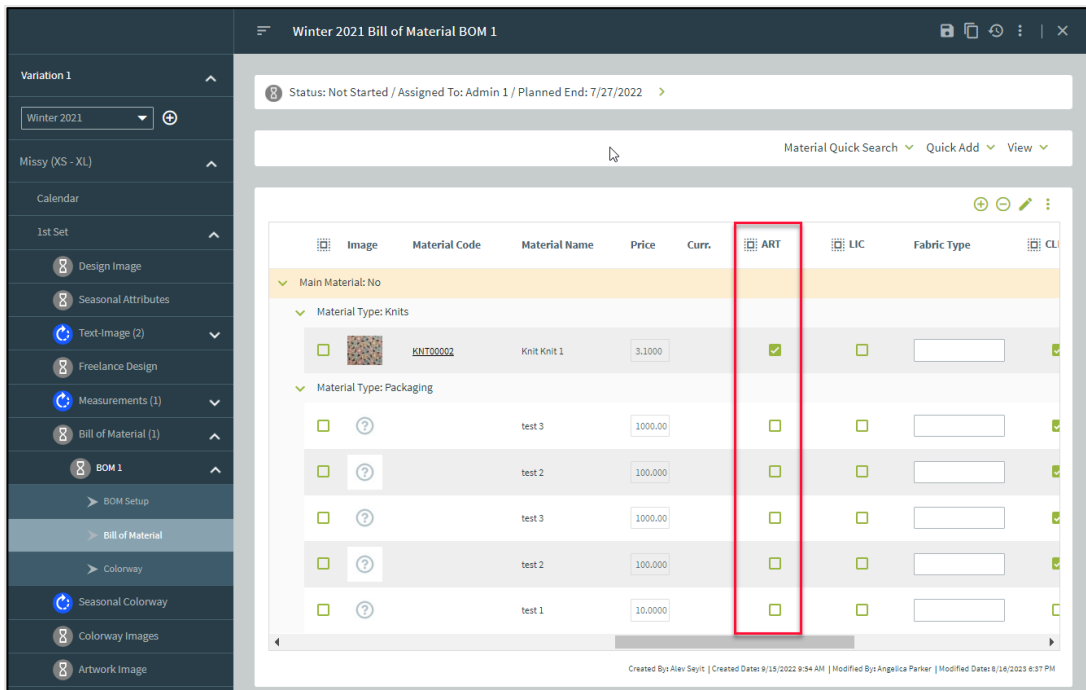 Winter 2021 Bill of Material BOM 1
Variation 1
Winter 2021
Missy (XS - XL)
Calendar
1st Set
Design Image
Seasonal Attributes
Text-Image (2)
Freelance Design
Measurements (1)
Bill of Material (1)
BOM 1
BOM Setup
Bill of Material
Colorway
Seasonal Colorway
Colorway Images
Artwork Image
Status: Not Started / Assigned To: Admin 1 / Planned End: 7/27/2022
Material Quick Search Quick Add View
Image Material Code Material Name Price Curr. ART LIC Fabric Type
Main Material: No
Material Type: Knits
KNT00002 Knit Knit 1 3.1000
Material Type: Packaging
test 3 1000.00
test 2 100.000
test 3 1000.00
test 2 100.000
test 1 10.0000
Created By: Alev Seyit | Created Date: 9/15/2022 9:54 AM | Modified By: Angelica Parker | Modified Date: 8/16/2023 6:37 PM